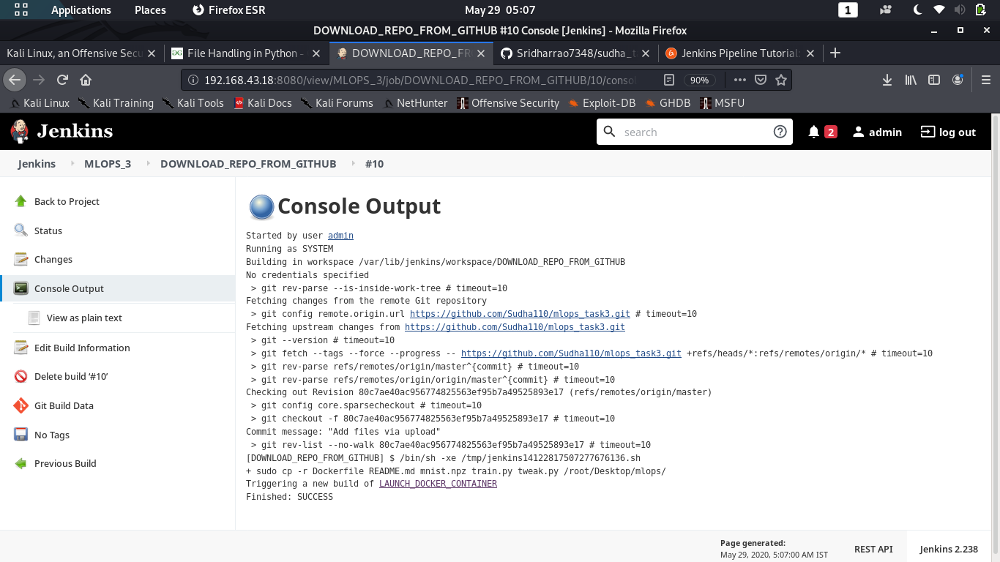 Applications Places Firefox ESR May 29 05:07 1
DOWNLOAD_REPO_FROM_GITHUB #10 Console [Jenkins] - Mozilla Firefox
Kali Linux, an Offensive Secu File Handling in Python - DOWNLOAD_REPO_FR Sridharrao7348/sudha_t Jenkins Pipeline Tutorial:
192.168.43.18:8080/view/MLOPS_3/job/DOWNLOAD_REPO_FROM_GITHUB/10/conso 90%
Kali Linux Kali Training Kali Tools Kali Docs Kali Forums NetHunter Offensive Security Exploit-DB GHDB MSFU
Jenkins search 2 admin log out
Jenkins MLOPS_3 DOWNLOAD_REPO_FROM_GITHUB #10
Back to Project
Status
Changes
Console Output
View as plain text
Edit Build Information
Delete build ‘#10’
Git Build Data
No Tags
Previous Build
Console Output
Started by user admin
Running as SYSTEM
Building in workspace /var/lib/jenkins/workspace/DOWNLOAD_REPO_FROM_GITHUB
No credentials specified
> git rev-parse --is-inside-work-tree # timeout=10
Fetching changes from the remote Git repository
> git config remote.origin.url https://github.com/Sudha110/mlops_task3.git # timeout=10
Fetching upstream changes from https://github.com/Sudha110/mlops_task3.git
> git --version # timeout=10
> git fetch --tags --force --progress -- https://github.com/Sudha110/mlops_task3.git +refs/heads/*:refs/remotes/origin/* # timeout=10
> git rev-parse refs/remotes/origin/master^{commit} # timeout=10
> git rev-parse refs/remotes/origin/origin/master^{commit} # timeout=10
Checking out Revision 80c7ae40ac956774825563ef95b7a49525893e17 (refs/remotes/origin/master)
> git config core.sparsecheckout # timeout=10
> git checkout -f 80c7ae40ac956774825563ef95b7a49525893e17 # timeout=10
Commit message: "Add files via upload"
> git rev-list --no-walk 80c7ae40ac956774825563ef95b7a49525893e17 # timeout=10
[DOWNLOAD_REPO_FROM_GITHUB] $ /bin/sh -xe /tmp/jenkins14122817507277676136.sh
+ sudo cp -r Dockerfile README.md mnist.npz train.py tweak.py /root/Desktop/mlops/
Triggering a new build of LAUNCH_DOCKER_CONTAINER
Finished: SUCCESS
Page generated:
May 29, 2020, 5:07:00 AM IST
REST API
Jenkins 2.238